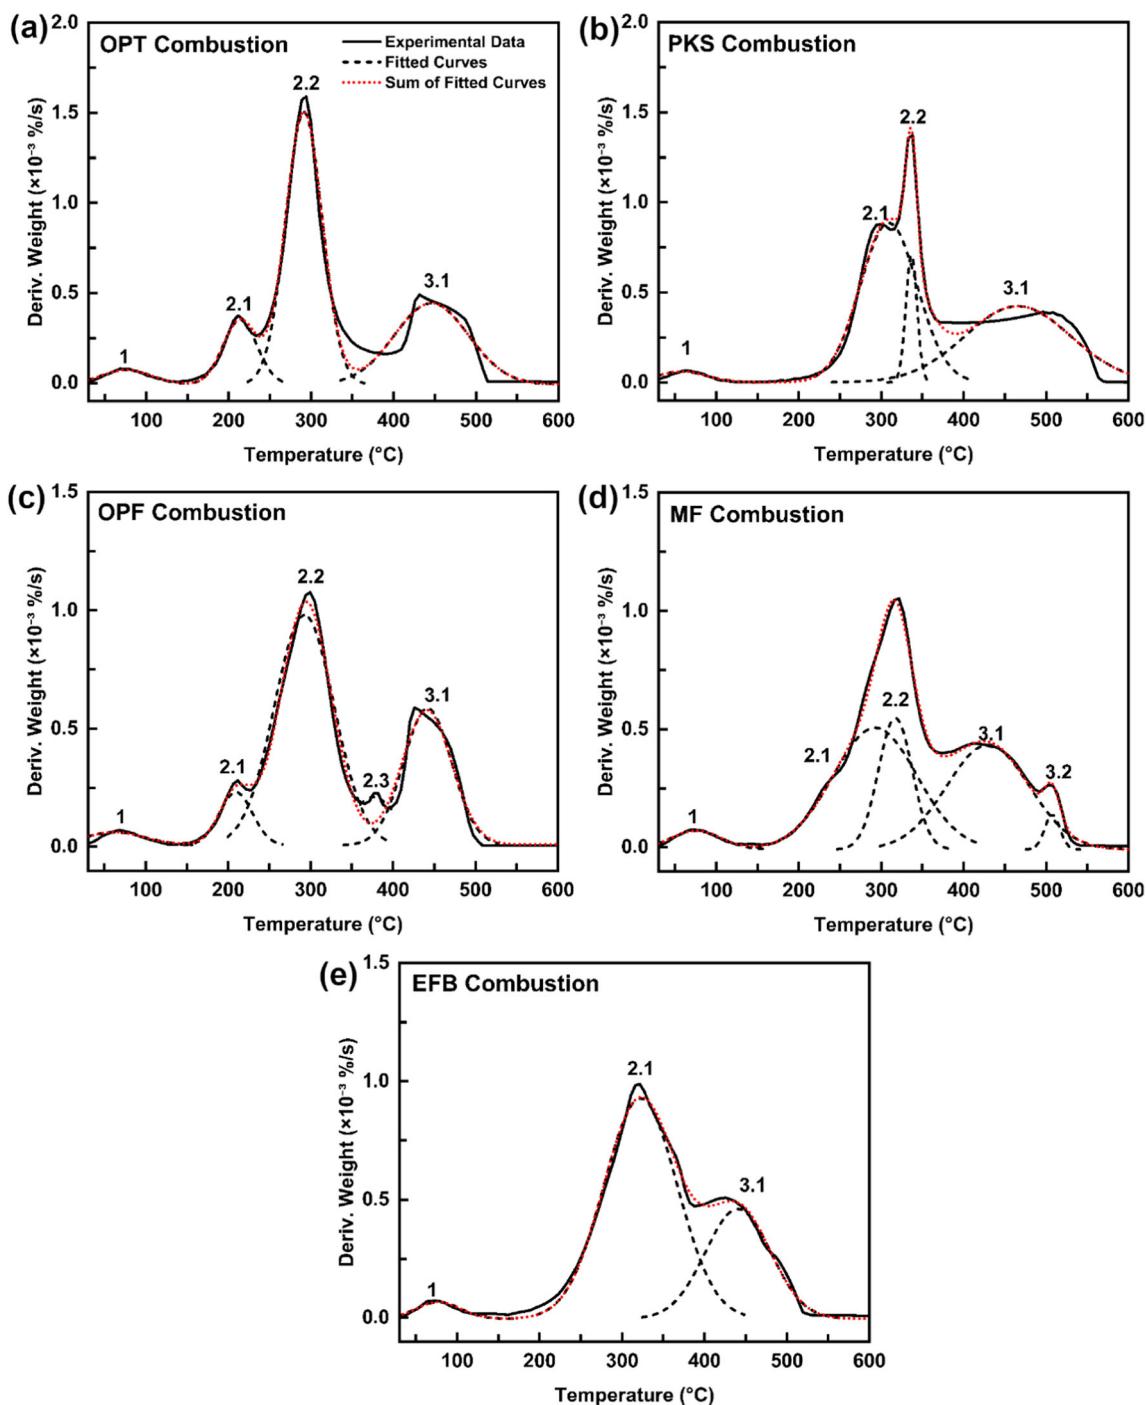 (a)
OPT Combustion
Experimental Data
Fitted Curves
Sum of Fitted Curves
1
2.1
2.2
3.1
2.0
1.5
1.0
0.5
0.0
Deriv. Weight (×10⁻³ %/s)
100 200 300 400 500 600
Temperature (°C)
(b)
PKS Combustion
1
2.1
2.2
3.1
2.0
1.5
1.0
0.5
0.0
Deriv. Weight (×10⁻³ %/s)
100 200 300 400 500 600
Temperature (°C)
(c)
OPF Combustion
1
2.1
2.2
2.3
3.1
1.5
1.0
0.5
0.0
Deriv. Weight (×10⁻³ %/s)
100 200 300 400 500 600
Temperature (°C)
(d)
MF Combustion
1
2.1
2.2
3.1
3.2
1.5
1.0
0.5
0.0
Deriv. Weight (×10⁻³ %/s)
100 200 300 400 500 600
Temperature (°C)
(e)
EFB Combustion
1
2.1
3.1
1.5
1.0
0.5
0.0
Deriv. Weight (×10⁻³ %/s)
100 200 300 400 500 600
Temperature (°C)